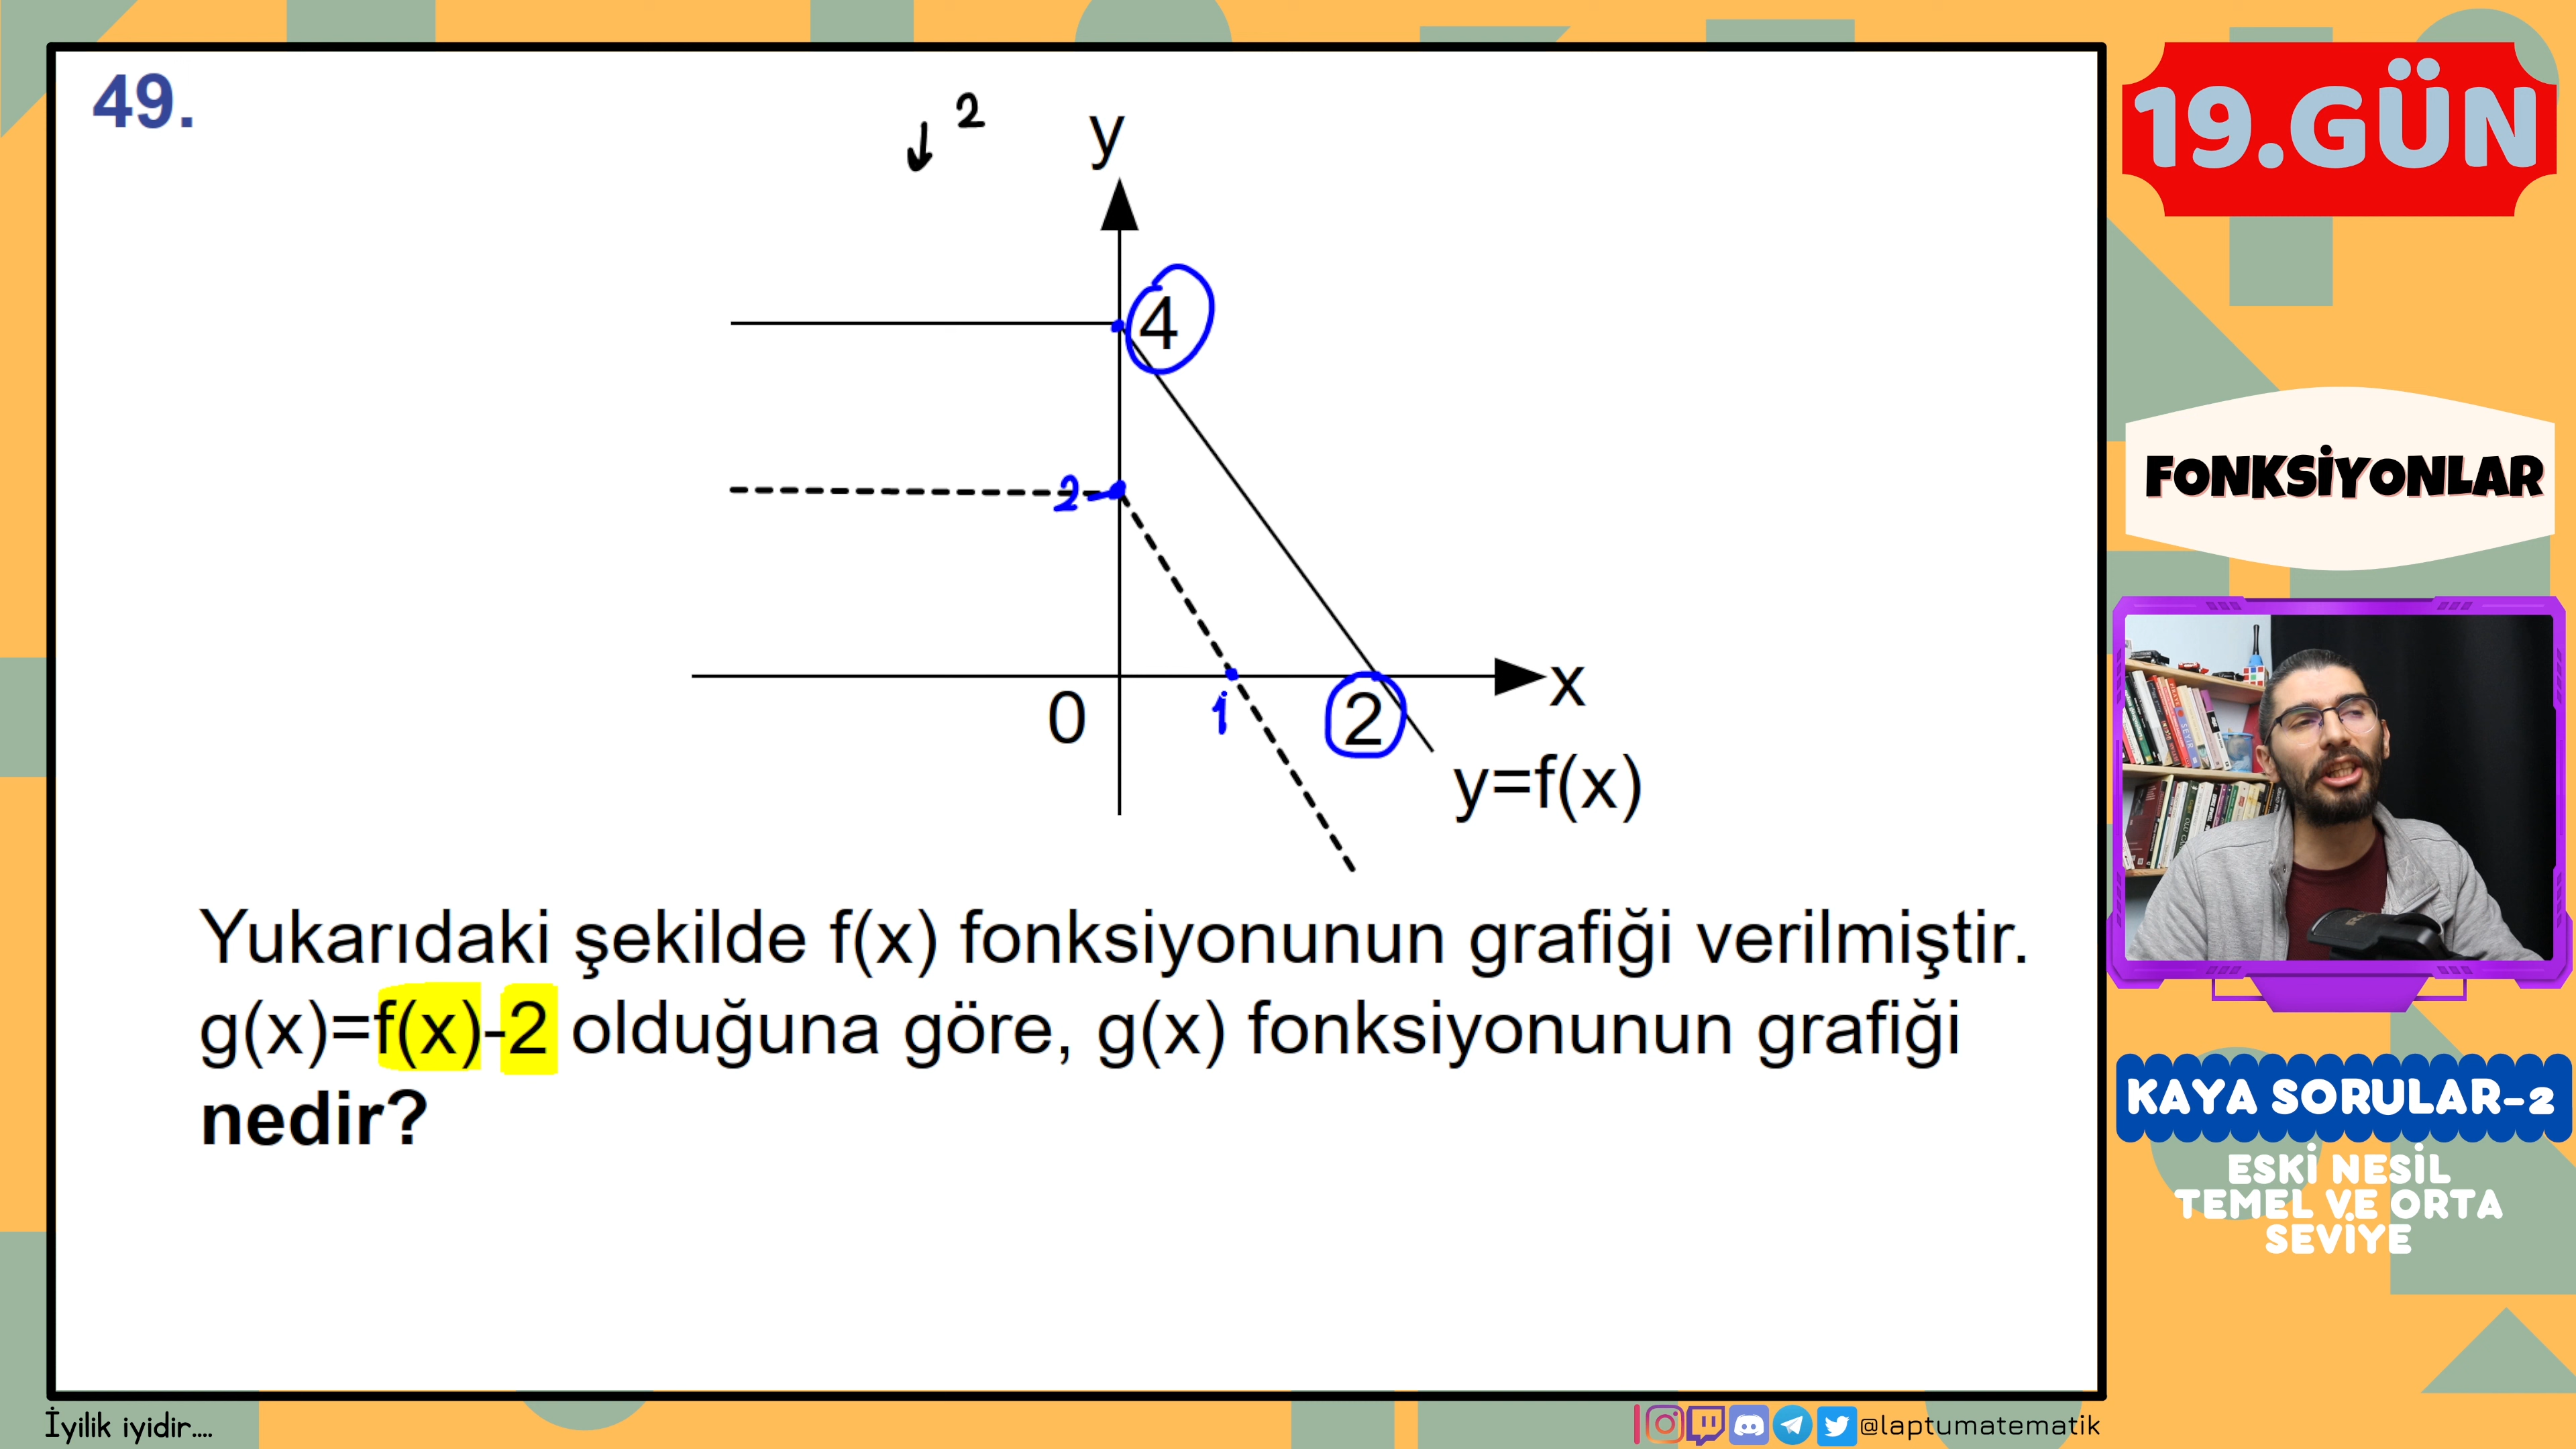 49.
↓ 2
y
4
2
0
1
2
x
y=f(x)
Yukarıdaki şekilde f(x) fonksiyonunun grafiği verilmiştir.
g(x)=f(x)-2 olduğuna göre, g(x) fonksiyonunun grafiği
nedir?
19.GÜN
FONKSİYONLAR
KAYA SORULAR-2
ESKİ NESİL
TEMEL VE ORTA
SEVİYE
İyilik iyidir....
@laptumatematik